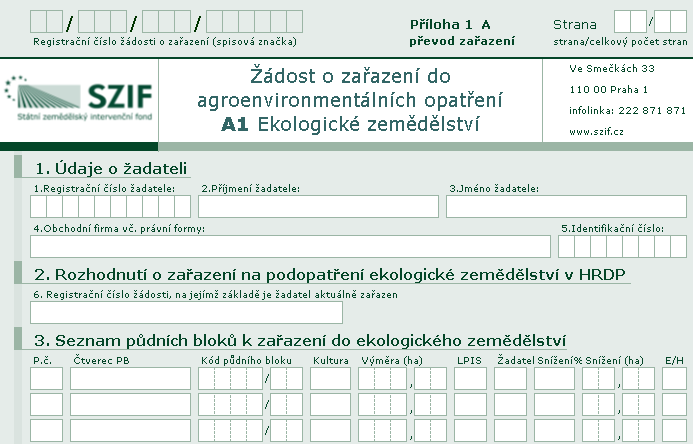 / / /
Příloha 1 A
Strana /
Registrační číslo žádosti o zařazení (spisová značka)
převod zařazení
strana/celkový počet stran
SZIF
Státní zemědělský intervenční fond
Žádost o zařazení do
agroenvironmentálních opatření
A1 Ekologické zemědělství
Ve Smečkách 33
110 00 Praha 1
infolinka: 222 871 871
www.szif.cz
1. Údaje o žadateli
1.Registrační číslo žadatele: 2.Příjmení žadatele: 3.Jméno žadatele:
4.Obchodní firma vč. právní formy: 5.Identifikační číslo:
2. Rozhodnutí o zařazení na podopatření ekologické zemědělství v HRDP
6. Registrační číslo žádosti, na jejímž základě je žadatel aktuálně zařazen
3. Seznam půdních bloků k zařazení do ekologického zemědělství
P.č. Čtverec PB Kód půdního bloku Kultura Výměra (ha) LPIS Žadatel Snížení% Snížení (ha) E/H
/ , ,
/ , ,
/ , ,